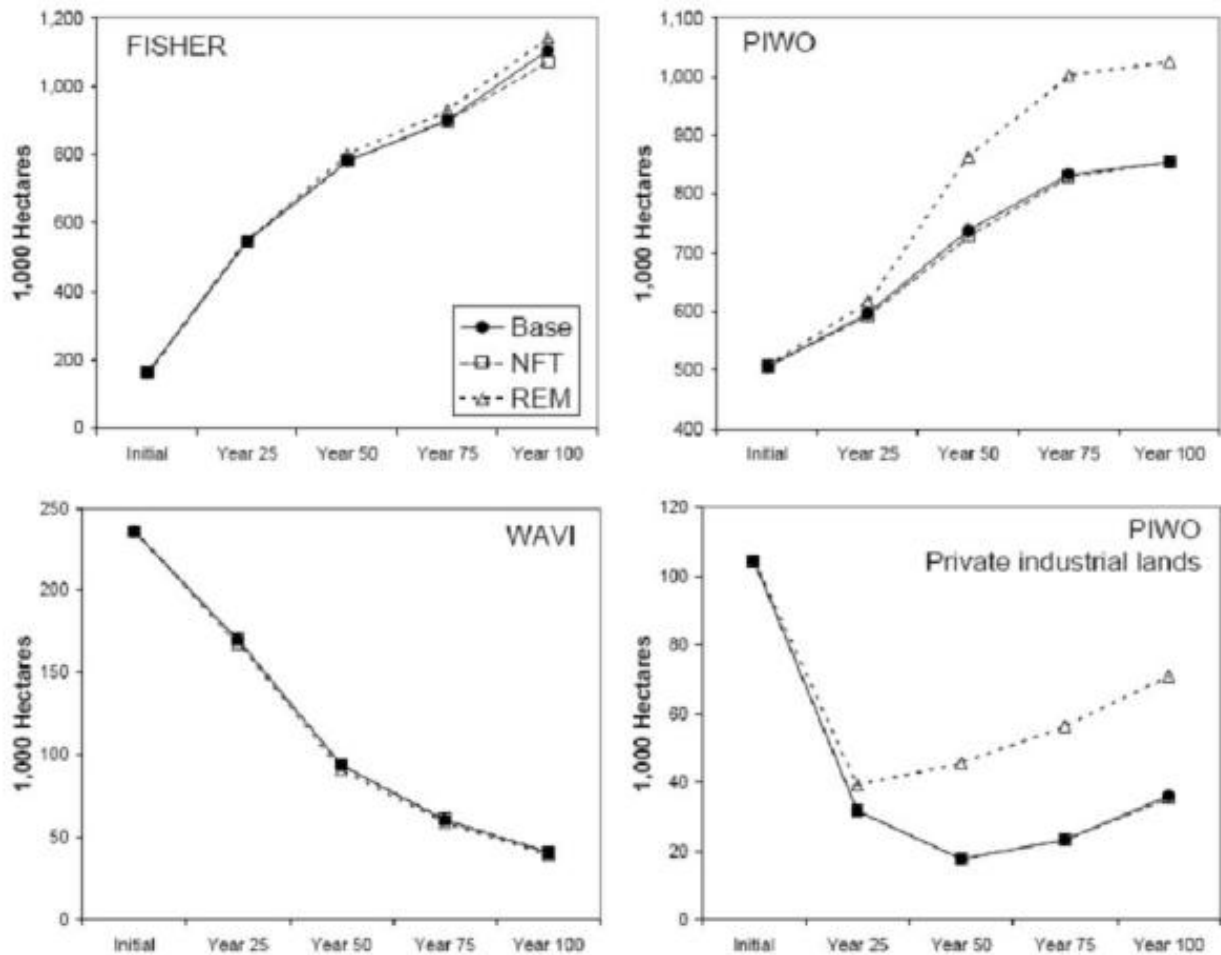 FISHER
1,200
1,000
800
600
400
200
0
1,000 Hectares
Initial
Year 25
Year 50
Year 75
Year 100
Base
NFT
REM
PIWO
1,100
1,000
900
800
700
600
500
400
1,000 Hectares
Initial
Year 25
Year 50
Year 75
Year 100
WAVI
250
200
150
100
50
0
1,000 Hectares
Initial
Year 25
Year 50
Year 75
Year 100
PIWO
Private industrial lands
120
100
80
60
40
20
0
1,000 Hectares
Initial
Year 25
Year 50
Year 75
Year 100